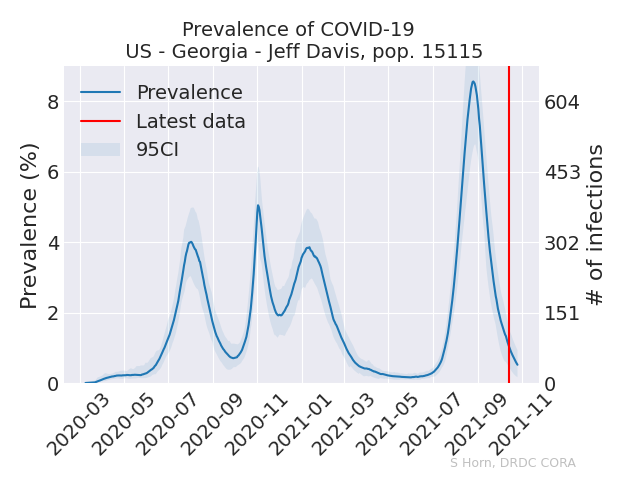 Prevalence of COVID-19
US - Georgia - Jeff Davis, pop. 15115
Prevalence (%)
8
6
4
2
0
Prevalence
Latest data
95CI
604
453
302
151
0
# of infections
2020-03
2020-05
2020-07
2020-09
2020-11
2021-01
2021-03
2021-05
2021-07
2021-09
2021-11
S Horn, DRDC CORA